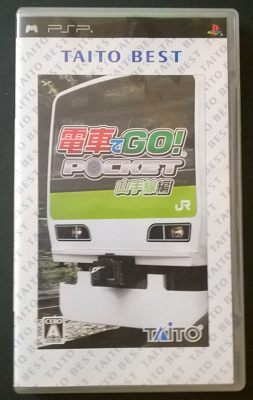 PSP
TAITO BEST
電車でGO!
POCKET
山手線編
JR
CERO
A
TAITO